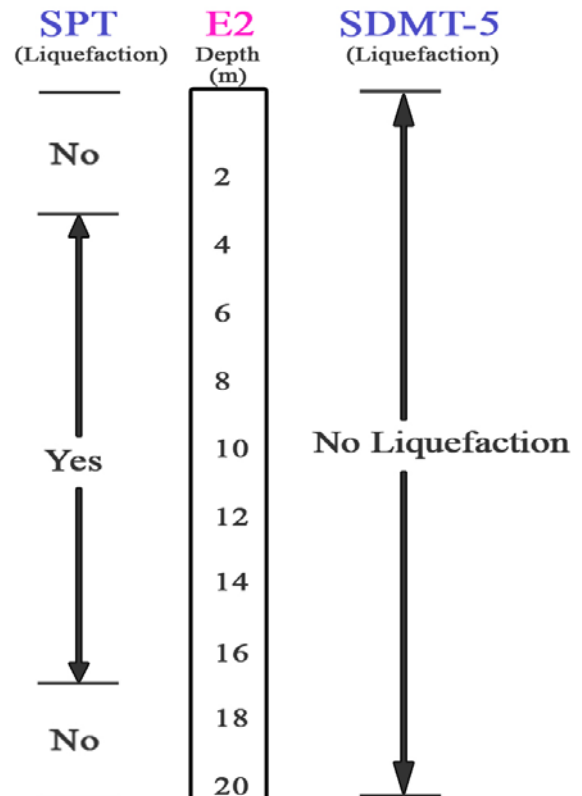 SPT
(Liquefaction)
E2
Depth
(m)
SDMT-5
(Liquefaction)
No
2
4
6
8
10
No Liquefaction
Yes
12
14
16
18
No
20